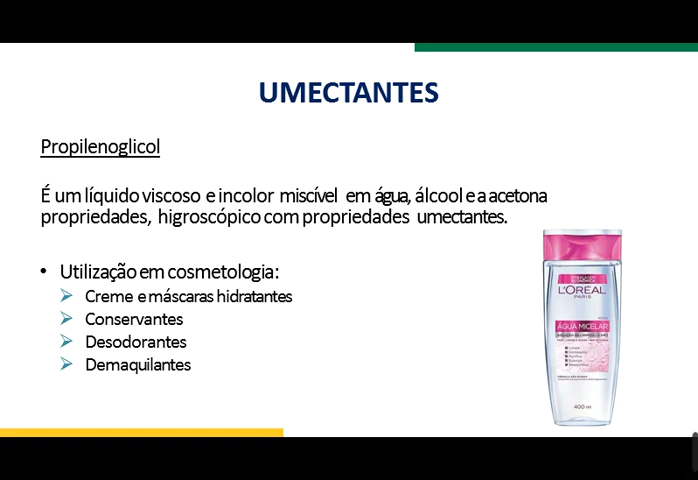 UMECTANTES
Propilenoglicol
É um líquido viscoso e incolor miscível em água, álcool e a acetona
propriedades, higroscópico com propriedades umectantes.
• Utilização em cosmetologia:
Creme e máscaras hidratantes
Conservantes
Desodorantes
Demaquilantes
L'ORÉAL
PARIS
ÁGUA MICELAR
400 ml